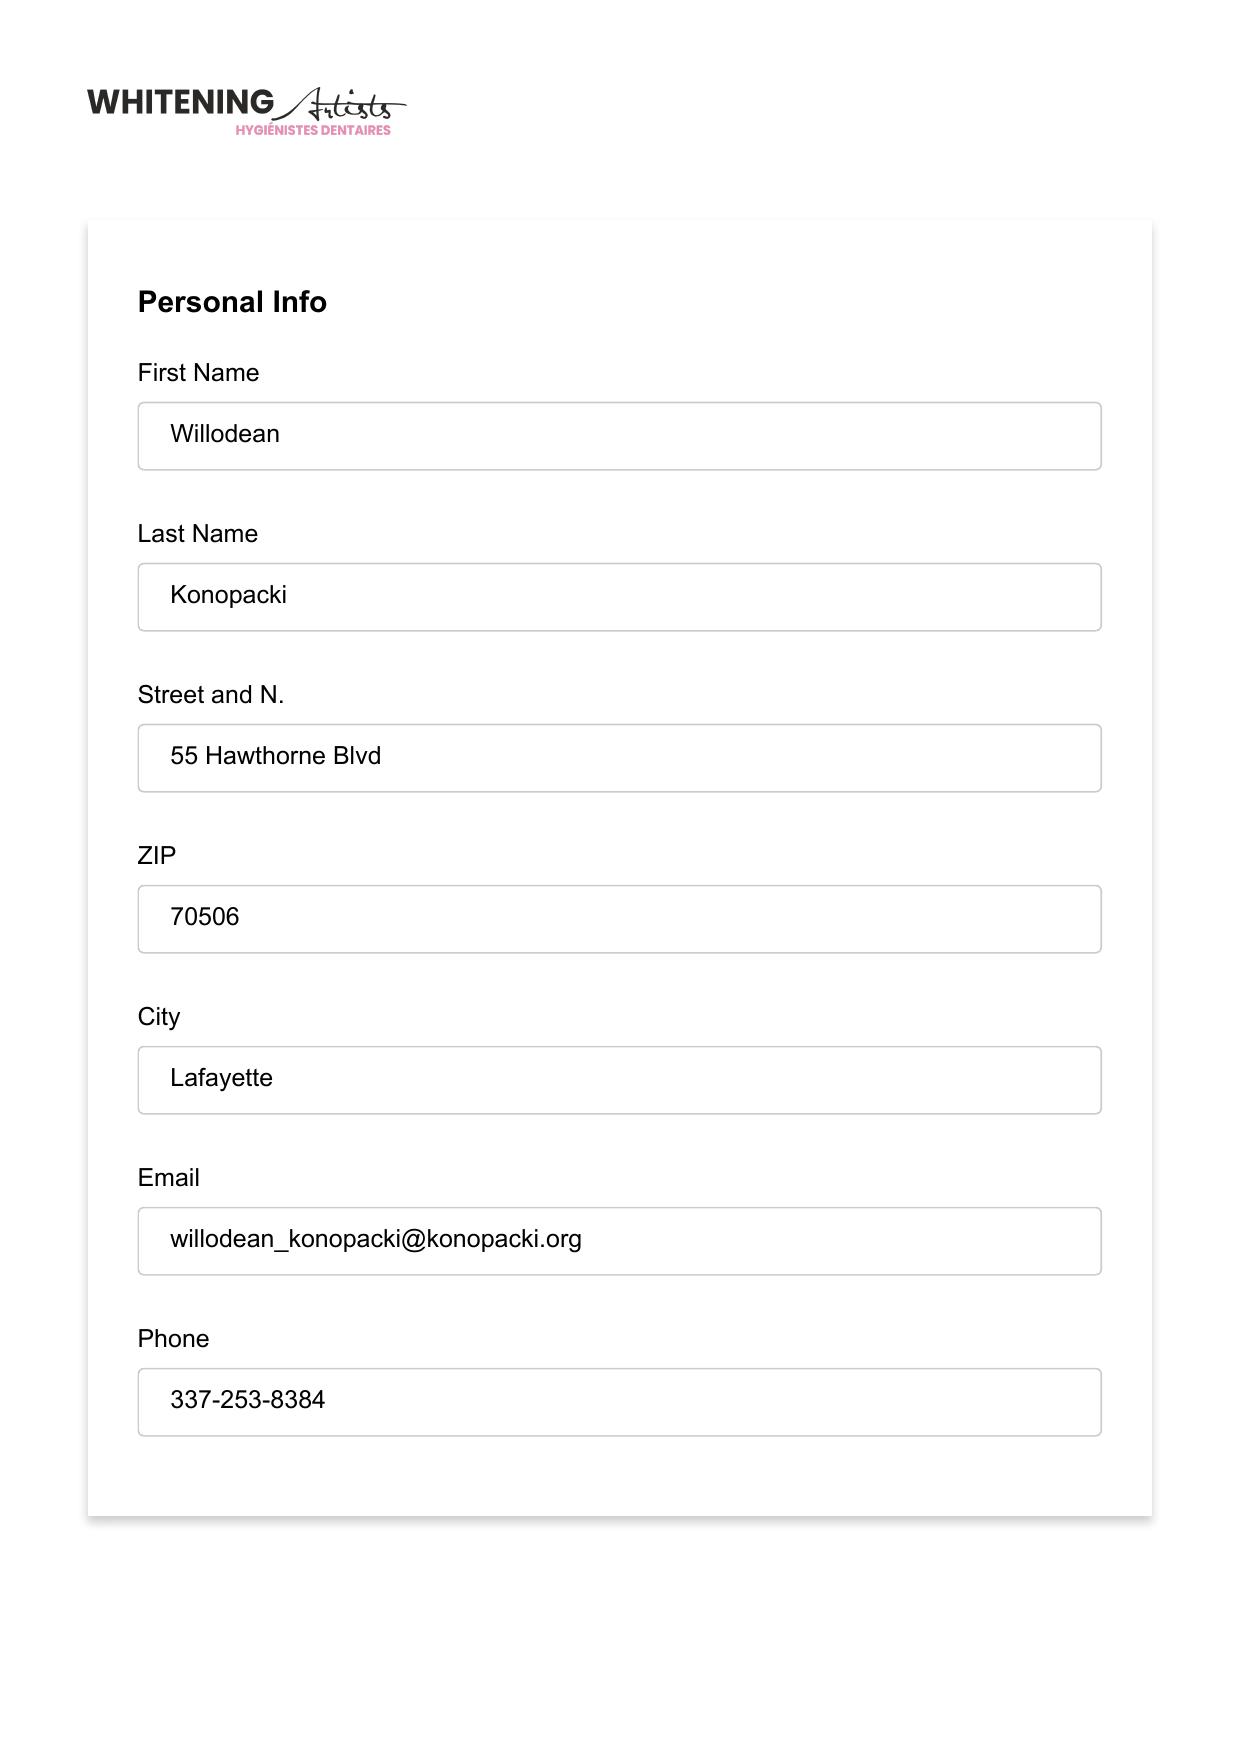 WHITENING Artists
HYGIÉNISTES DENTAIRES
Personal Info
First Name
Willodean
Last Name
Konopacki
Street and N.
55 Hawthorne Blvd
ZIP
70506
City
Lafayette
Email
willodean_konopacki@konopacki.org
Phone
337-253-8384